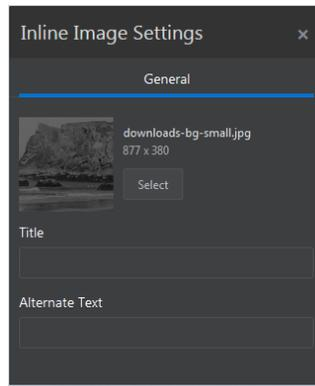 Inline Image Settings ×
General
downloads-bg-small.jpg
877 x 380
Select
Title
Alternate Text